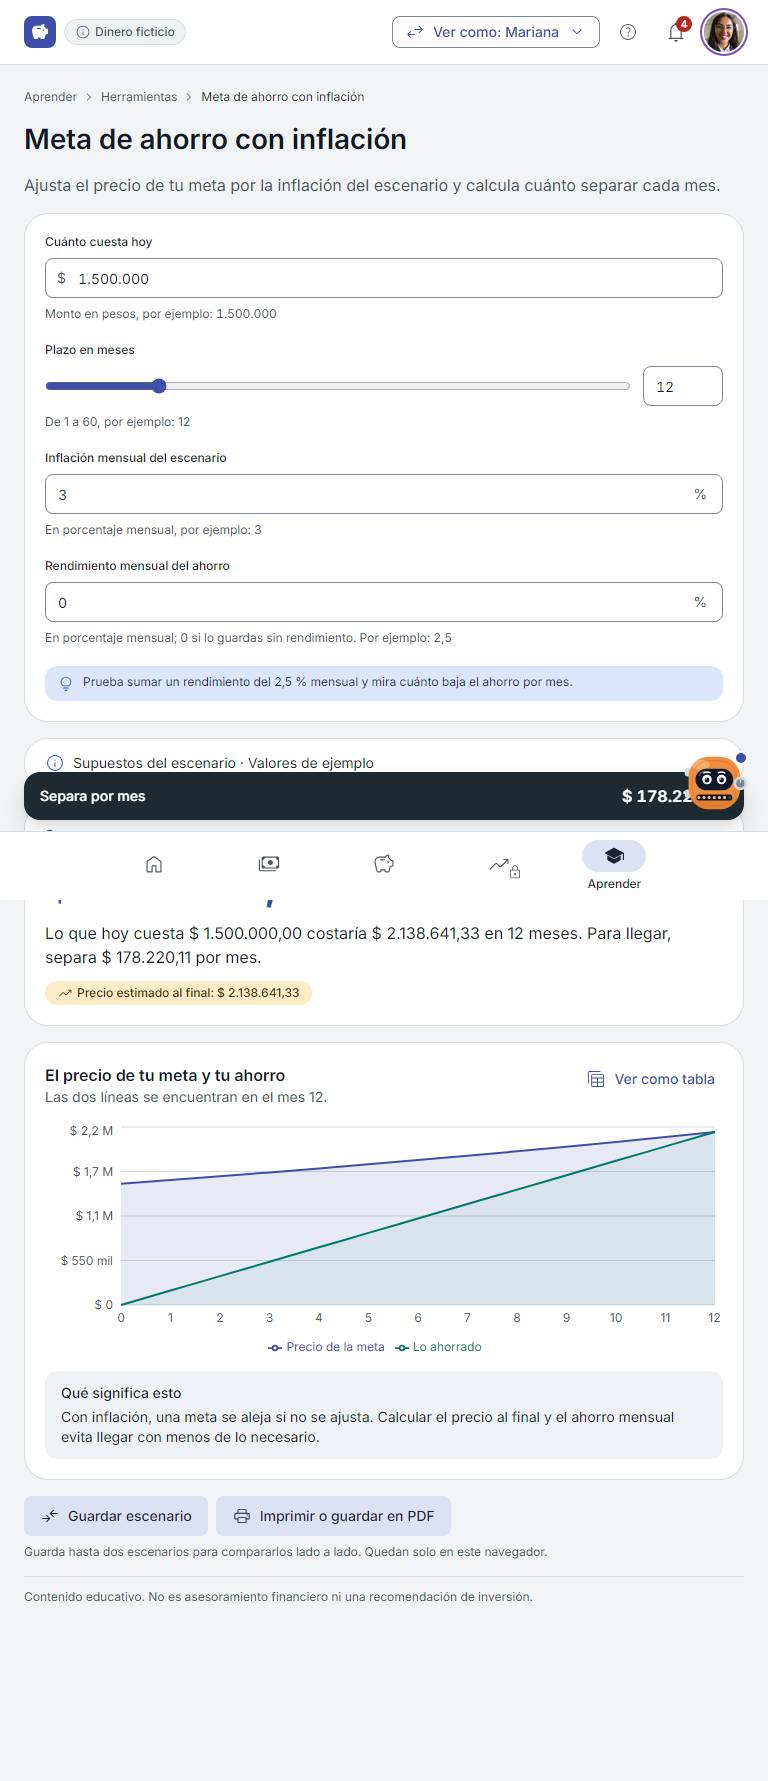 Dinero ficticio
Ver como: Mariana
4
Aprender > Herramientas > Meta de ahorro con inflación
Meta de ahorro con inflación
Ajusta el precio de tu meta por la inflación del escenario y calcula cuánto separar cada mes.
Cuánto cuesta hoy
$ 1.500.000
Monto en pesos, por ejemplo: 1.500.000
Plazo en meses
12
De 1 a 60, por ejemplo: 12
Inflación mensual del escenario
3 %
En porcentaje mensual, por ejemplo: 3
Rendimiento mensual del ahorro
0 %
En porcentaje mensual; 0 si lo guardas sin rendimiento. Por ejemplo: 2,5
Prueba sumar un rendimiento del 2,5 % mensual y mira cuánto baja el ahorro por mes.
Supuestos del escenario · Valores de ejemplo
Separa por mes $ 178.22
Aprender
Lo que hoy cuesta $ 1.500.000,00 costaría $ 2.138.641,33 en 12 meses. Para llegar,
separa $ 178.220,11 por mes.
Precio estimado al final: $ 2.138.641,33
El precio de tu meta y tu ahorro
Ver como tabla
Las dos líneas se encuentran en el mes 12.
$ 2,2 M
$ 1,7 M
$ 1,1 M
$ 550 mil
$ 0
0 1 2 3 4 5 6 7 8 9 10 11 12
Precio de la meta Lo ahorrado
Qué significa esto
Con inflación, una meta se aleja si no se ajusta. Calcular el precio al final y el ahorro mensual
evita llegar con menos de lo necesario.
Guardar escenario
Imprimir o guardar en PDF
Guarda hasta dos escenarios para compararlos lado a lado. Quedan solo en este navegador.
Contenido educativo. No es asesoramiento financiero ni una recomendación de inversión.